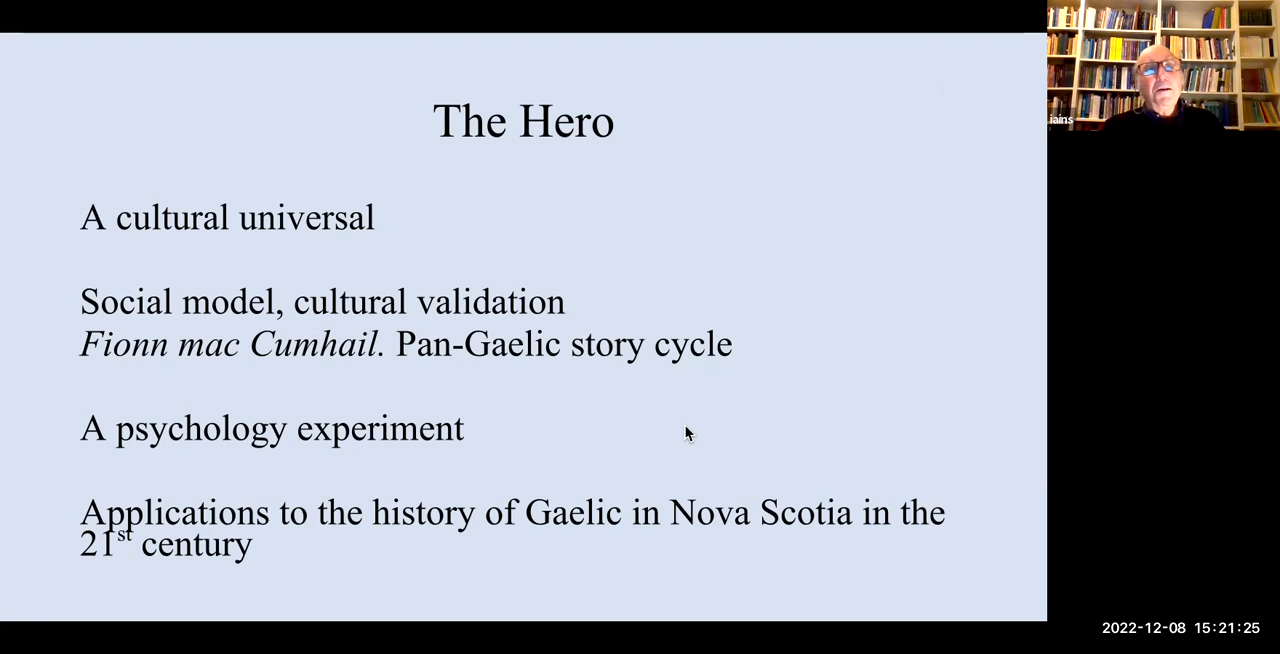 The Hero
A cultural universal
Social model, cultural validation
Fionn mac Cumhail. Pan-Gaelic story cycle
A psychology experiment
Applications to the history of Gaelic in Nova Scotia in the
21st century
iains
2022-12-08 15:21:25